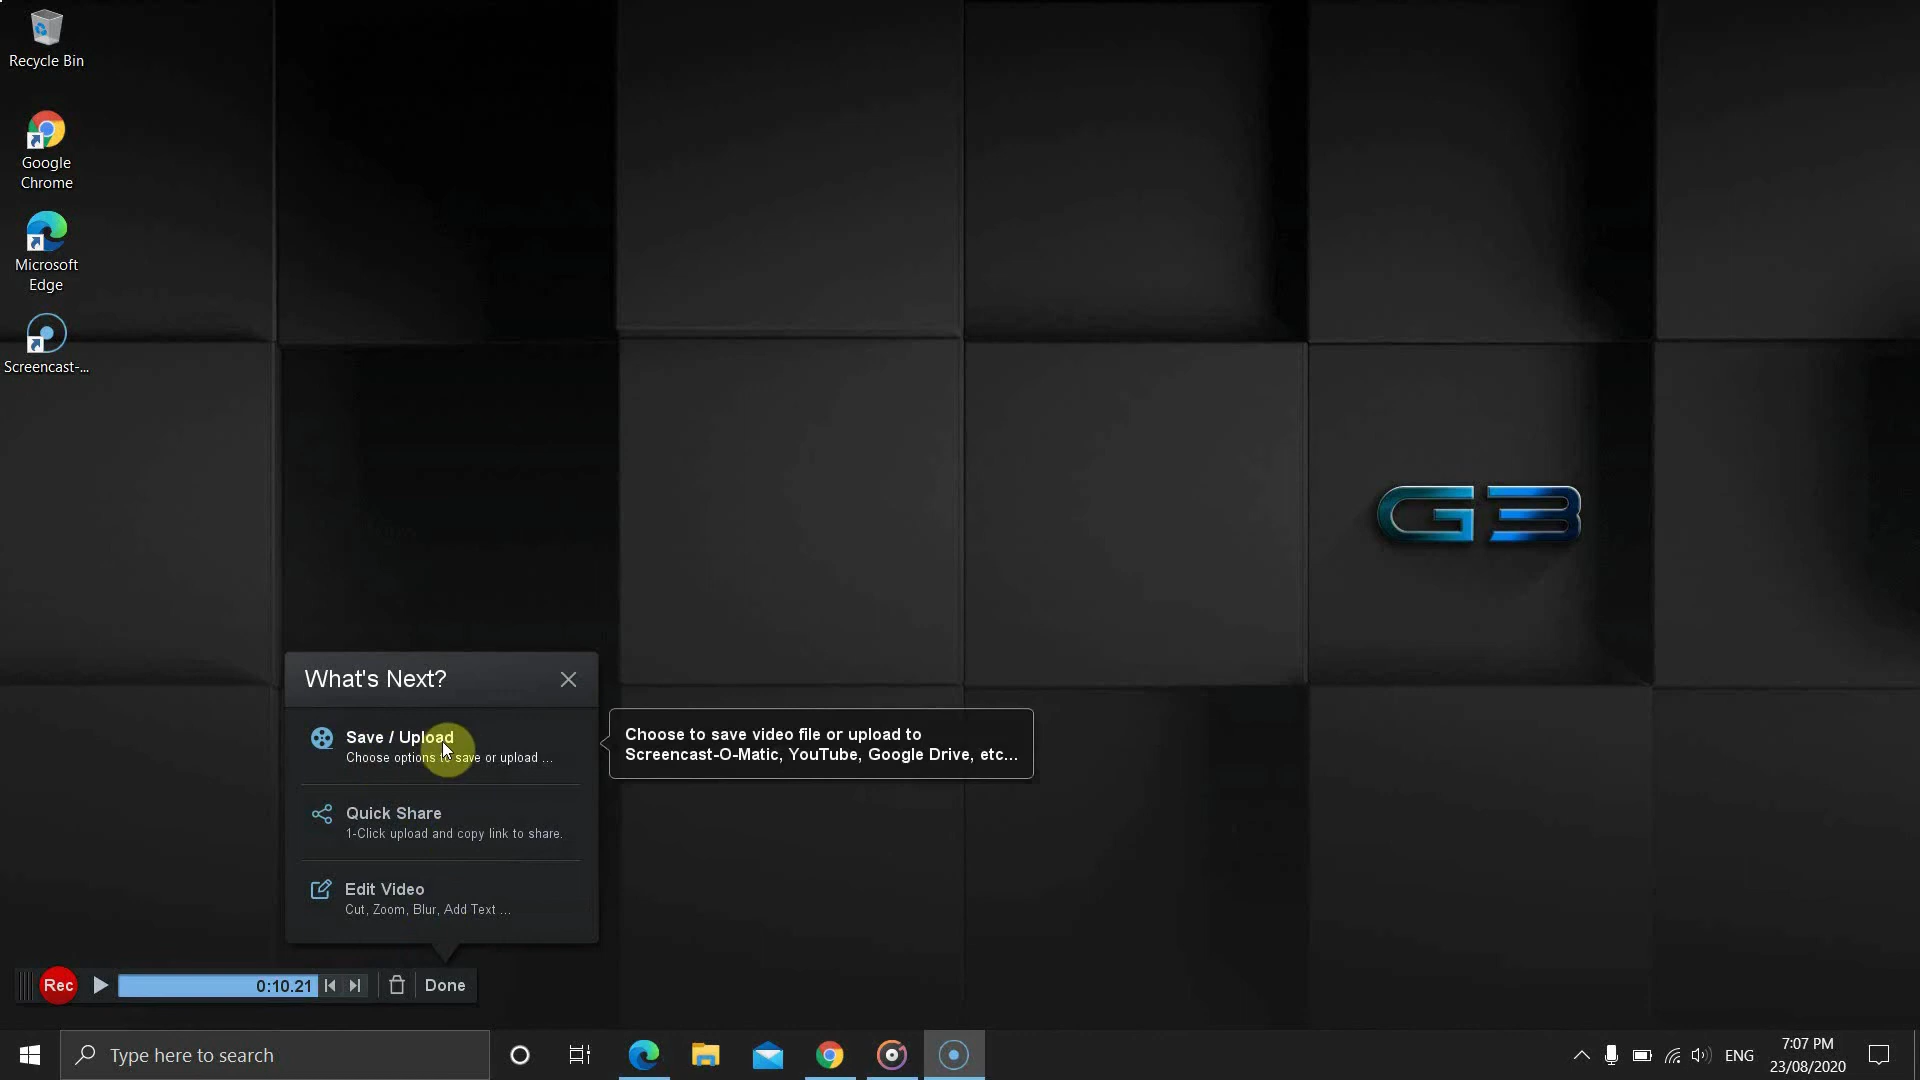 Recycle Bin
Google
Chrome
Microsoft
Edge
Screencast-...
G3
What's Next?
Save / Upload
Choose options to save or upload ...
Choose to save video file or upload to
Screencast-O-Matic, YouTube, Google Drive, etc...
Quick Share
1-Click upload and copy link to share.
Edit Video
Cut, Zoom, Blur, Add Text ...
Rec
0:10.21
Done
Type here to search
ENG
7:07 PM
23/08/2020